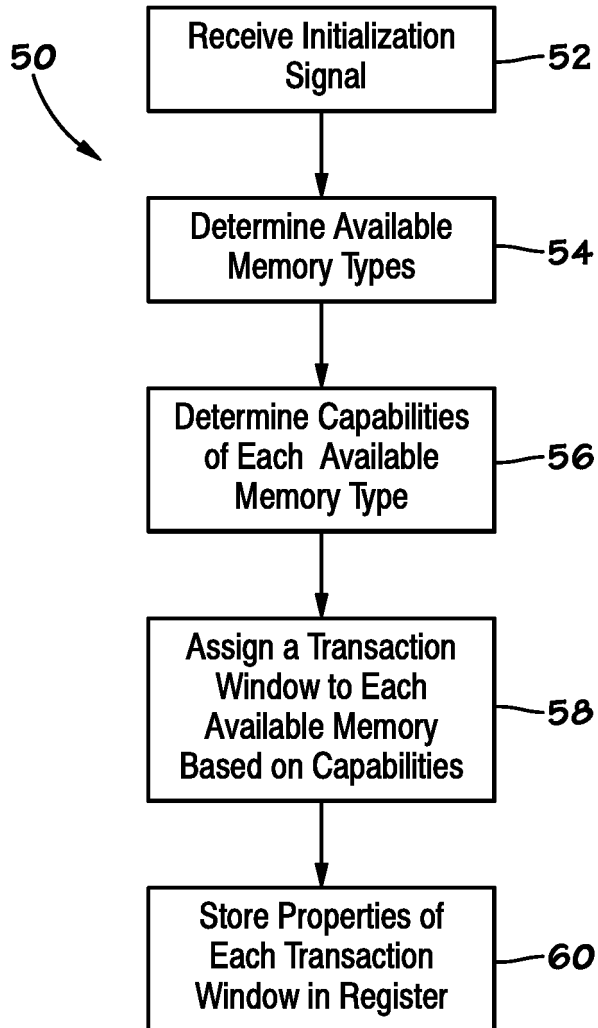 50
Receive Initialization
Signal
52
Determine Available
Memory Types
54
Determine Capabilities
of Each Available
Memory Type
56
Assign a Transaction
Window to Each
Available Memory
Based on Capabilities
58
Store Properties of
Each Transaction
Window in Register
60